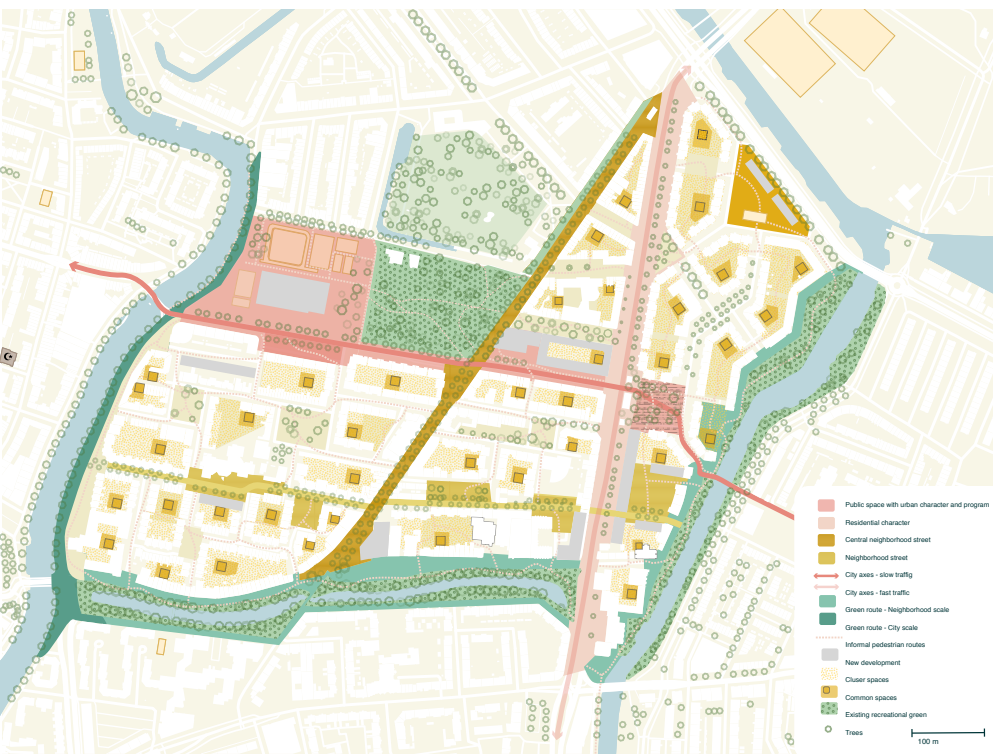 Public space with urban character and program
Residential character
Central neighborhood street
Neighborhood street
City axes - slow traffig
City axes - fast traffic
Green route - Neighborhood scale
Green route - City scale
Informal pedestrian routes
New development
Cluser spaces
Common spaces
Existing recreational green
Trees
100 m